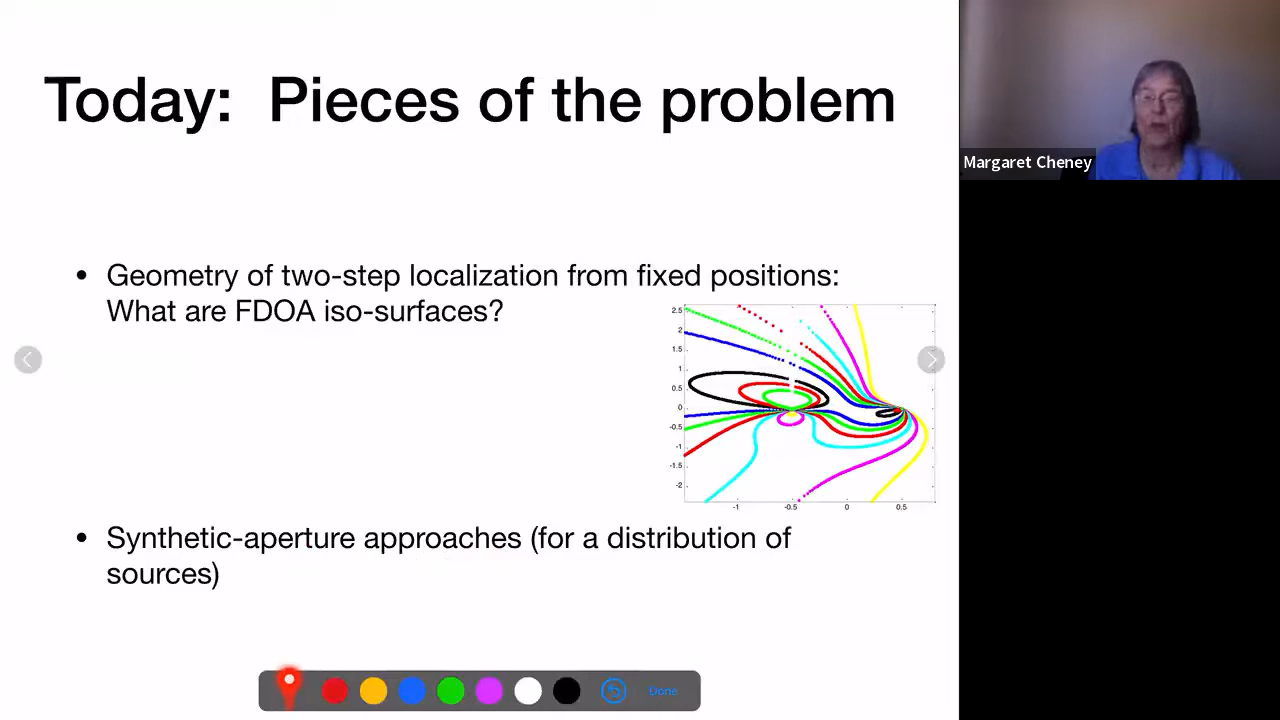 Today: Pieces of the problem
Margaret Cheney
• Geometry of two-step localization from fixed positions:
What are FDOA iso-surfaces?
2.5
2
1.5
1
0.5
0
-0.5
-1
-1.5
-2
-1
-0.5
0
0.5
• Synthetic-aperture approaches (for a distribution of
sources)
Done